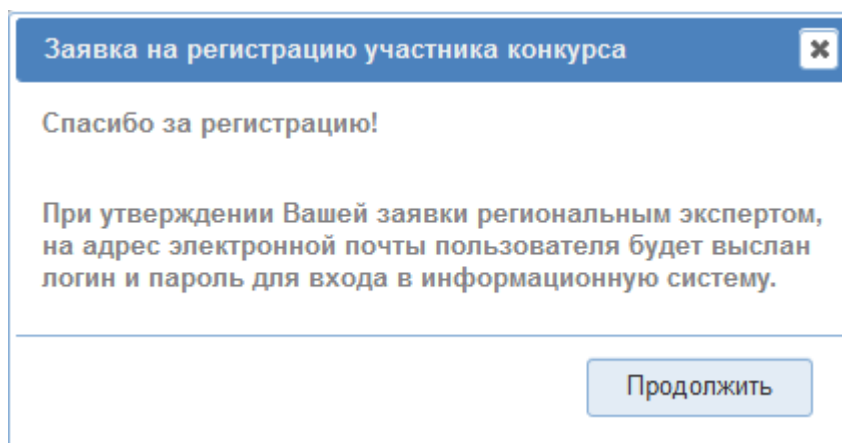 Заявка на регистрацию участника конкурса
Спасибо за регистрацию!
При утверждении Вашей заявки региональным экспертом,
на адрес электронной почты пользователя будет выслан
логин и пароль для входа в информационную систему.
Продолжить